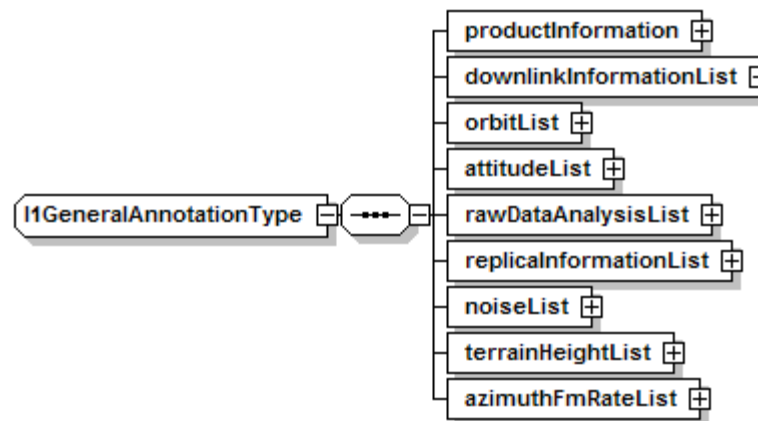 productInformation
downlinkInformationList
orbitList
attitudeList
l1GeneralAnnotationType
rawDataAnalysisList
replicaInformationList
noiseList
terrainHeightList
azimuthFmRateList